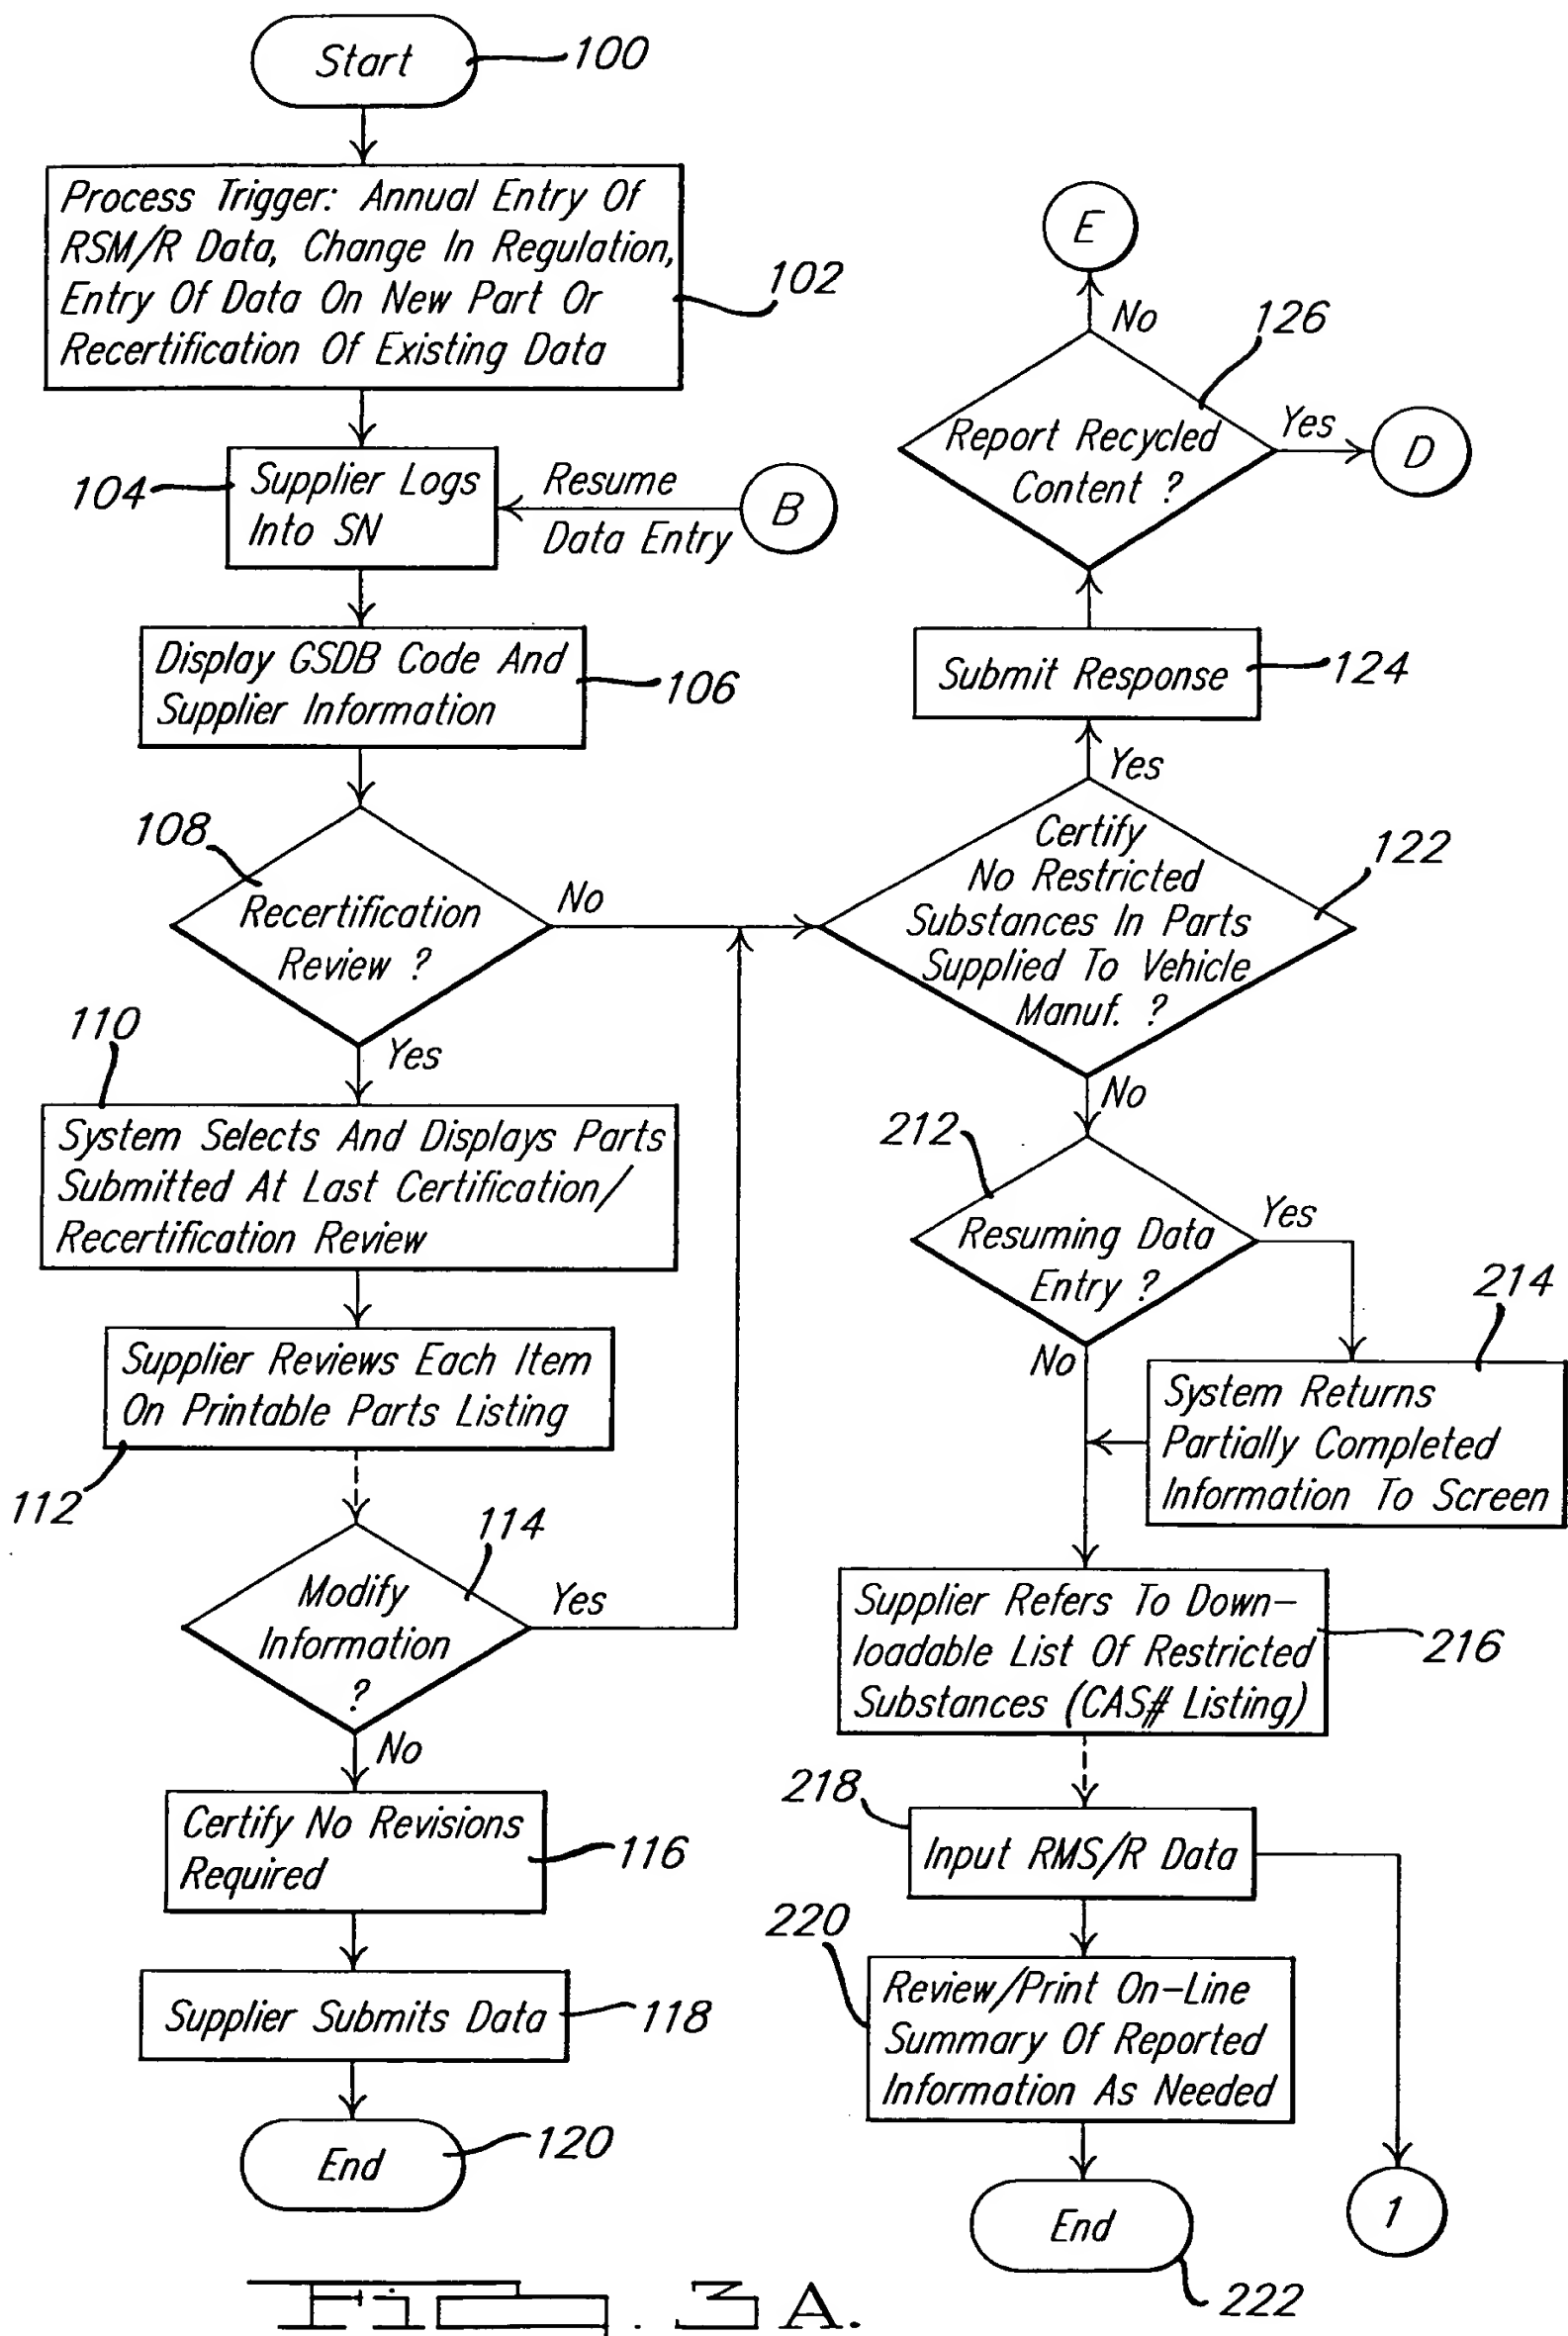 Start
100
Process Trigger: Annual Entry Of
RSM/R Data, Change In Regulation,
Entry Of Data On New Part Or
Recertification Of Existing Data
102
104
Supplier Logs
Into SN
Resume
Data Entry
B
Display GSDB Code And
Supplier Information
106
108
Recertification
Review ?
No
Yes
110
System Selects And Displays Parts
Submitted At Last Certification/
Recertification Review
Supplier Reviews Each Item
On Printable Parts Listing
112
114
Modify
Information
?
Yes
No
Certify No Revisions
Required
116
Supplier Submits Data
118
End
120
E
No
126
Report Recycled
Content ?
Yes
D
Submit Response
124
Yes
Certify
No Restricted
Substances In Parts
Supplied To Vehicle
Manuf. ?
122
No
212
Resuming Data
Entry ?
Yes
214
No
System Returns
Partially Completed
Information To Screen
Supplier Refers To Down-
loadable List Of Restricted
Substances (CAS# Listing)
216
218
Input RMS/R Data
220
Review/Print On-Line
Summary Of Reported
Information As Needed
End
222
1
Fig. 3A.